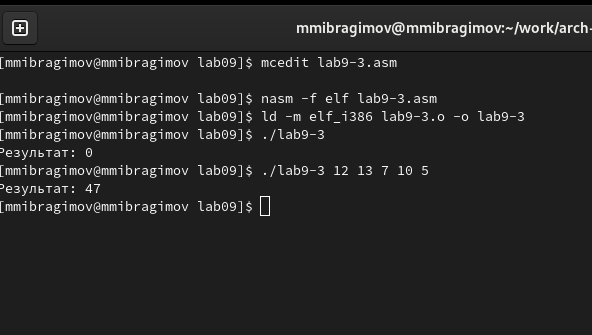 mmibragimov@mmibragimov:~/work/arch-
[mmibragimov@mmibragimov lab09]$ mcedit lab9-3.asm
[mmibragimov@mmibragimov lab09]$ nasm -f elf lab9-3.asm
[mmibragimov@mmibragimov lab09]$ ld -m elf_i386 lab9-3.o -o lab9-3
[mmibragimov@mmibragimov lab09]$ ./lab9-3
Результат: 0
[mmibragimov@mmibragimov lab09]$ ./lab9-3 12 13 7 10 5
Результат: 47
[mmibragimov@mmibragimov lab09]$